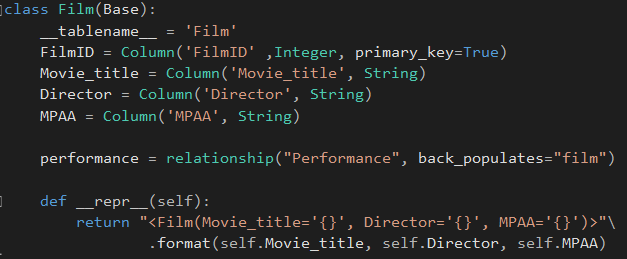 class Film(Base):
    __tablename__ = 'Film'
    FilmID = Column('FilmID' ,Integer, primary_key=True)
    Movie_title = Column('Movie_title', String)
    Director = Column('Director', String)
    MPAA = Column('MPAA', String)

    performance = relationship("Performance", back_populates="film")

    def __repr__(self):
        return "<Film(Movie_title='{}', Director='{}', MPAA='{}')>"\
                .format(self.Movie_title, self.Director, self.MPAA)